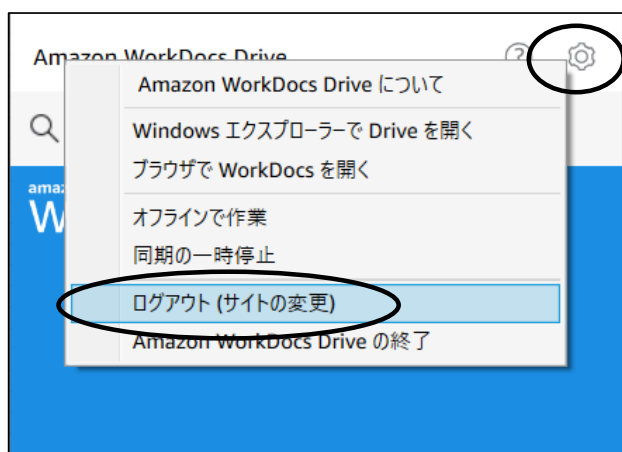 Amazon WorkDocs Drive
Amazon WorkDocs Drive について
Windows エクスプローラーで Drive を開く
ブラウザで WorkDocs を開く
オフラインで作業
同期の一時停止
ログアウト (サイトの変更)
Amazon WorkDocs Drive の終了
ama
W